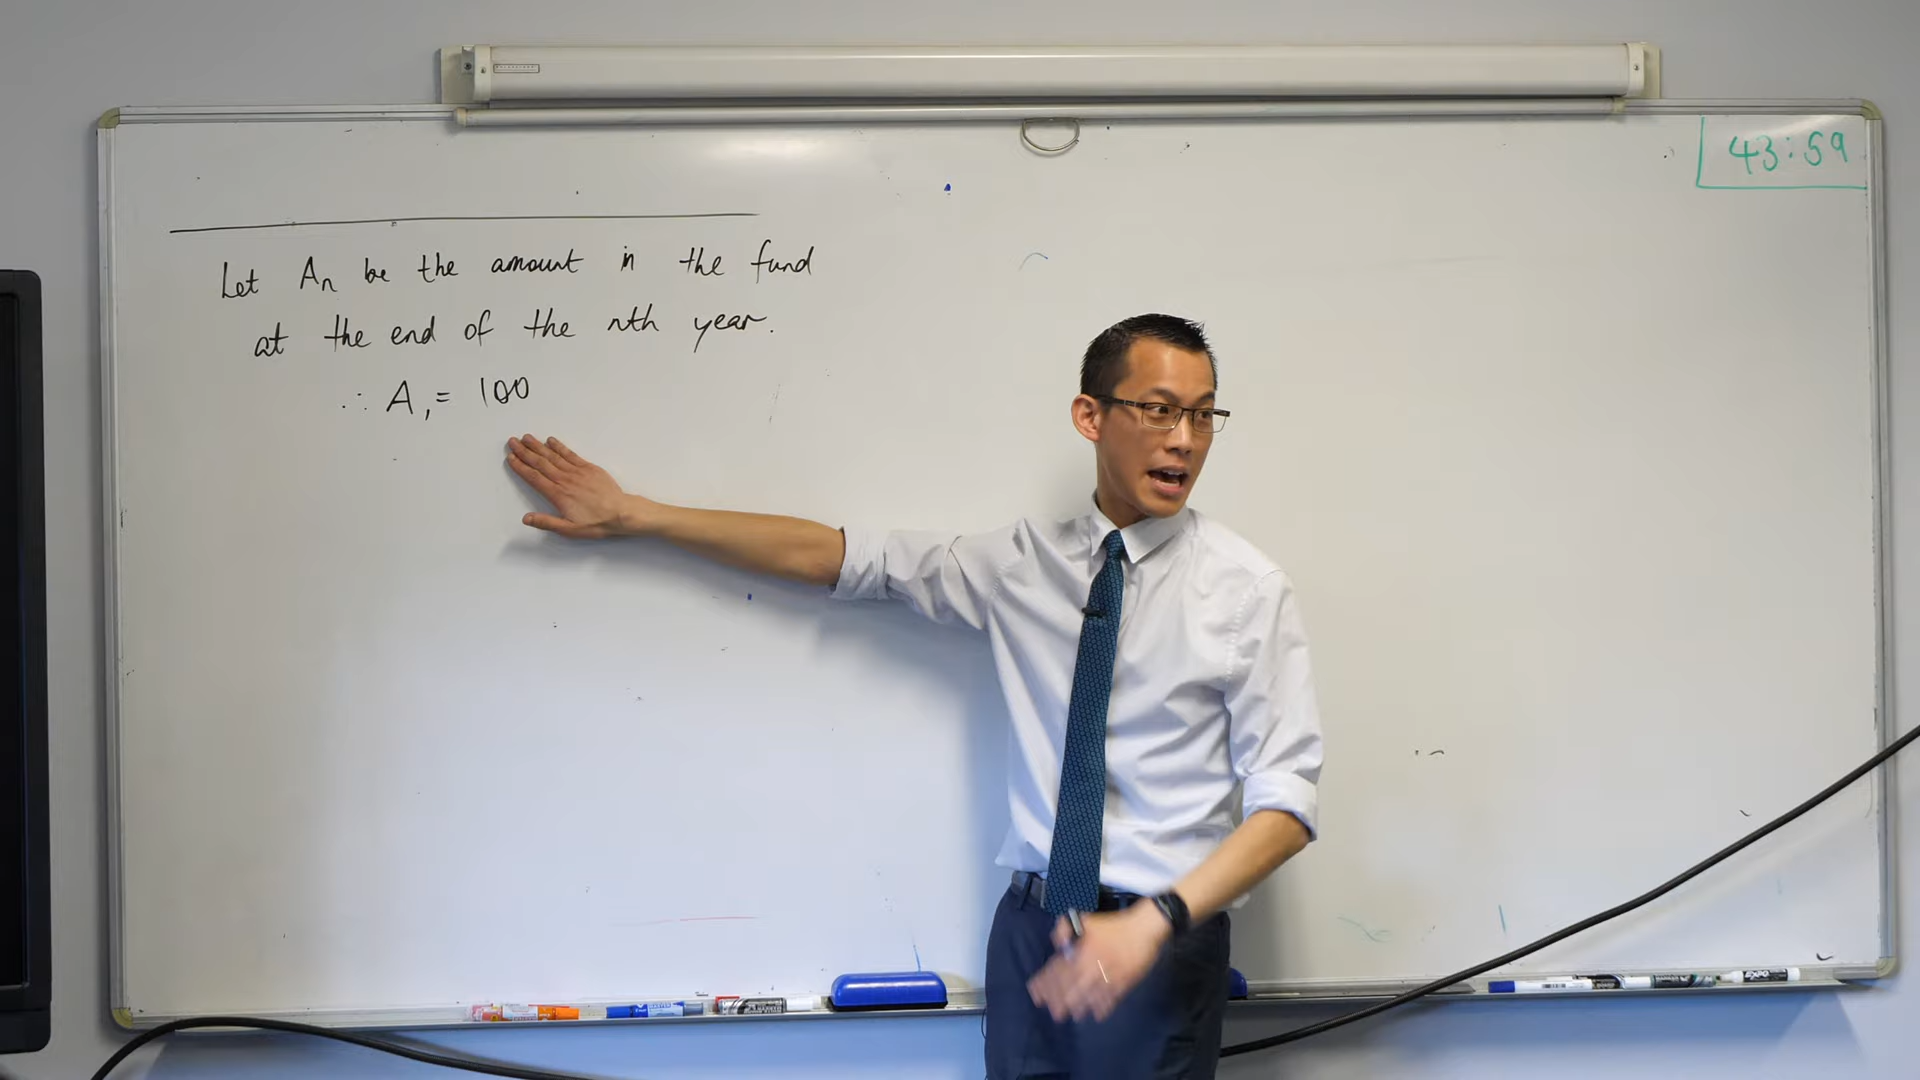 43:59
Let An be the amount in the fund
at the end of the nth year.
∴ A₁ = 100
EXPO